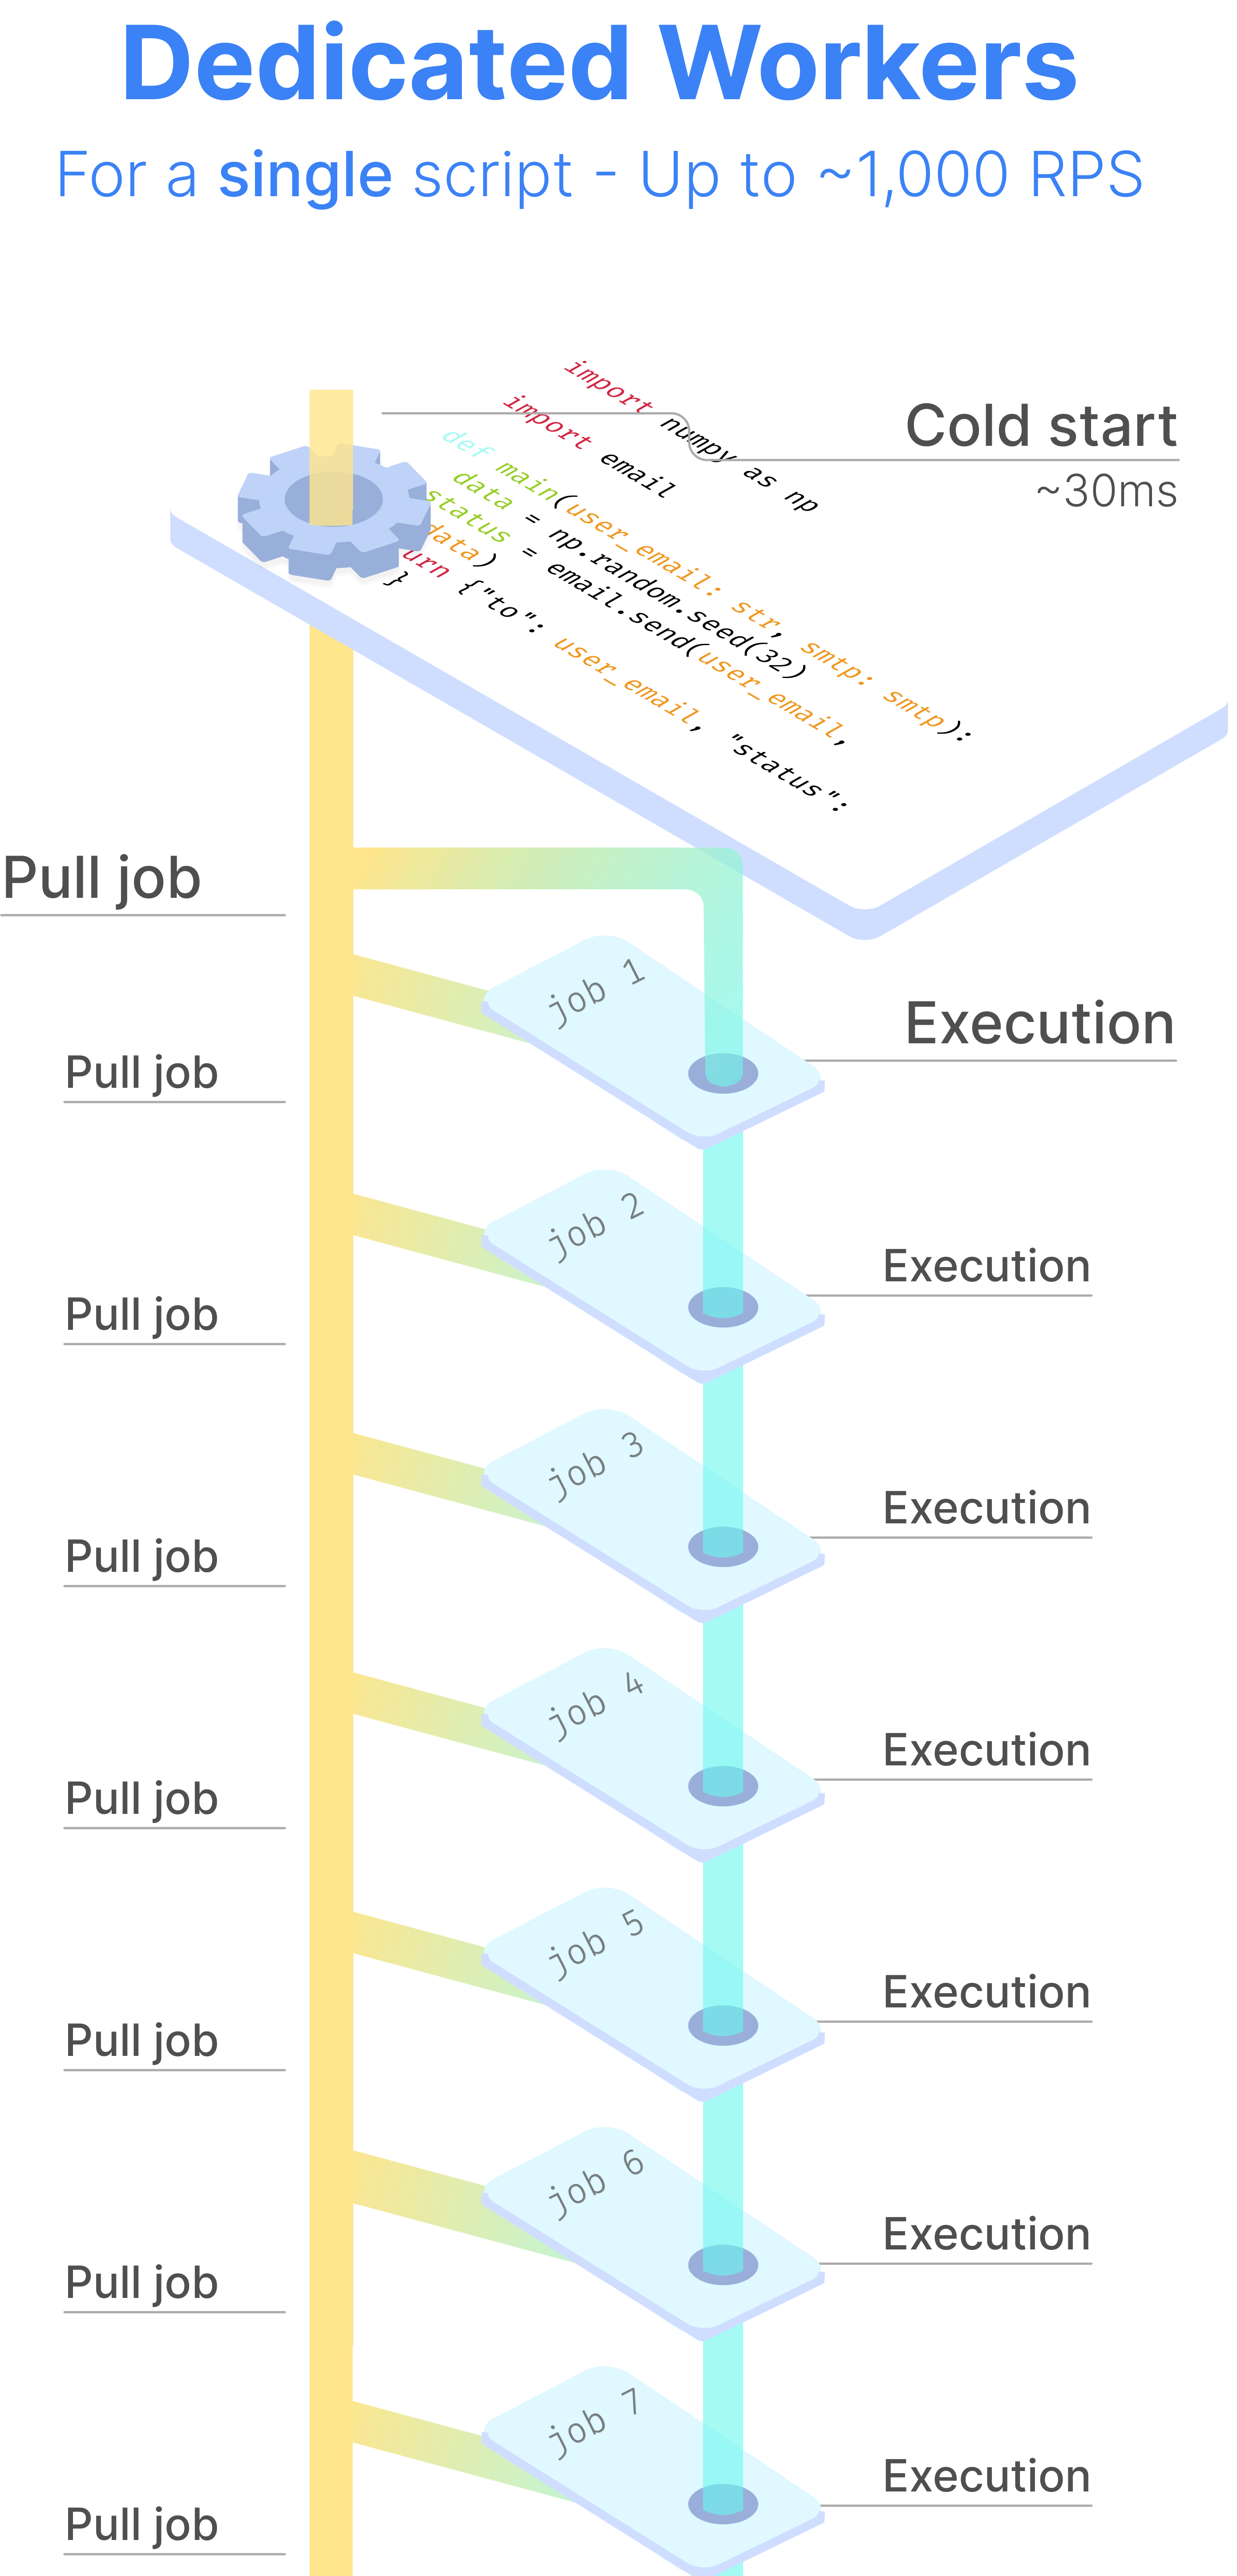 Dedicated Workers
For a single script - Up to ~1,000 RPS
import numpy as np
import email
def main(user_email: str, smtp: smtp):
data = np.random.seed(32)
status = email.send(user_email,
data)
urn {"to": user_email, "status":
}
Cold start
~30ms
Pull job
job 1
Execution
Pull job
job 2
Execution
Pull job
job 3
Execution
Pull job
job 4
Execution
Pull job
job 5
Execution
Pull job
job 6
Execution
Pull job
job 7
Execution
Pull job